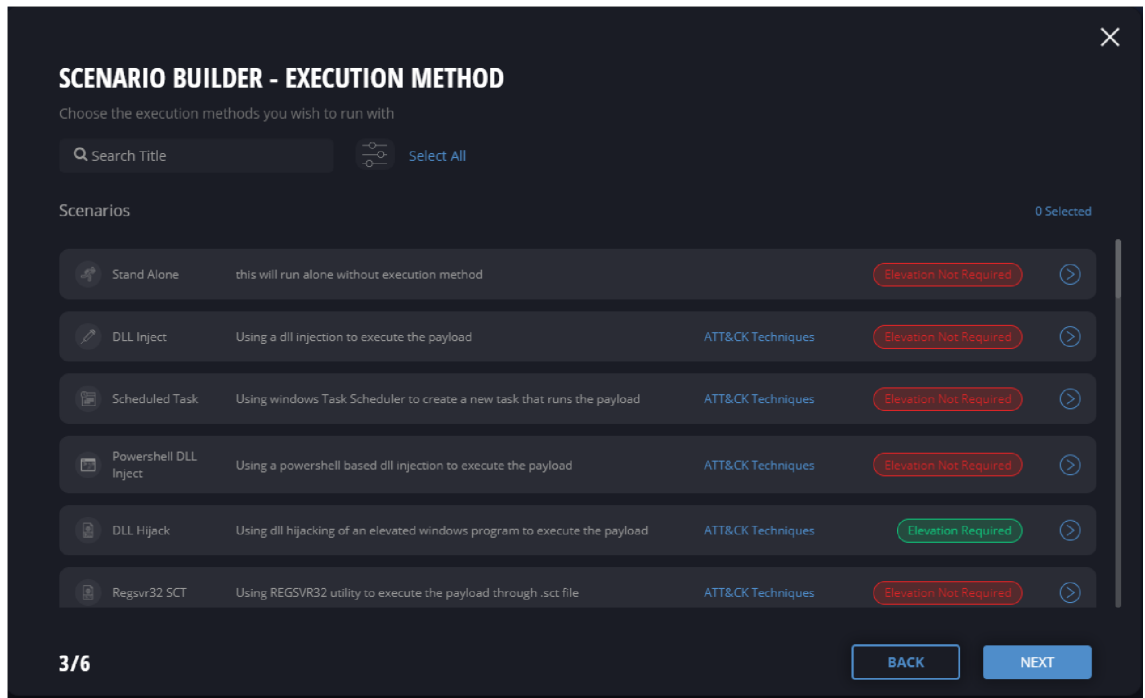 SCENARIO BUILDER - EXECUTION METHOD
Choose the execution methods you wish to run with
Search Title
Select All
Scenarios
0 Selected
Stand Alone
this will run alone without execution method
Elevation Not Required
DLL Inject
Using a dll injection to execute the payload
ATT&CK Techniques
Elevation Not Required
Scheduled Task
Using windows Task Scheduler to create a new task that runs the payload
ATT&CK Techniques
Elevation Not Required
Powershell DLL
Inject
Using a powershell based dll injection to execute the payload
ATT&CK Techniques
Elevation Not Required
DLL Hijack
Using dll hijacking of an elevated windows program to execute the payload
ATT&CK Techniques
Elevation Required
Regsvr32 SCT
Using REGSVR32 utility to execute the payload through .sct file
ATT&CK Techniques
Elevation Not Required
3/6
BACK
NEXT